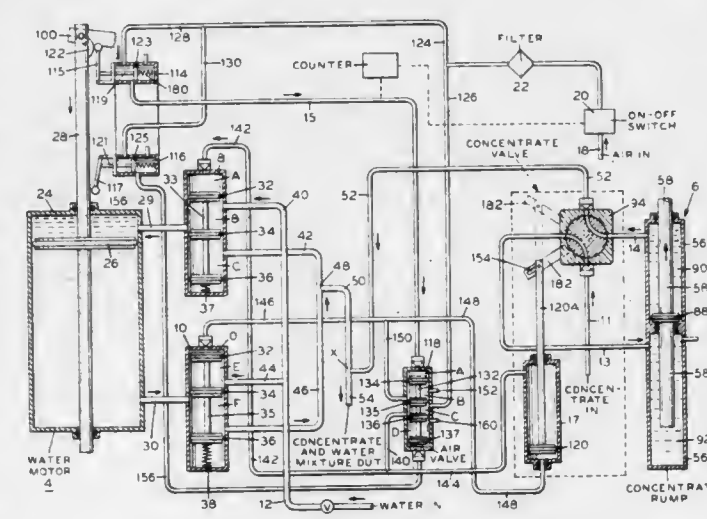 100
122
115
28
123
128
130
114
180
119
121
125
116
117
156
29
24
26
WATER
MOTOR
4
30
156
15
124
126
COUNTER
FILTER
22
20
ON-OFF
SWITCH
18
AIR IN
CONCENTRATE
VALVE
142
8
A
32
33
B
34
C
36
37
40
42
48
50
52
146
10
D
32
E
44
34
F
35
36
38
46
X
54
CONCENTRATE
AND WATER
MIXTURE OUT
142
12
V
WATER IN
148
150
118
A
134
132
152
135
B
136
C
160
D
137
140
AIR
VALVE
144
148
52
182
94
154
182
120A
14
11
13
CONCENTRATE
IN
17
120
58
6
56
90
58
88
58
92
56
CONCENTRATE
PUMP